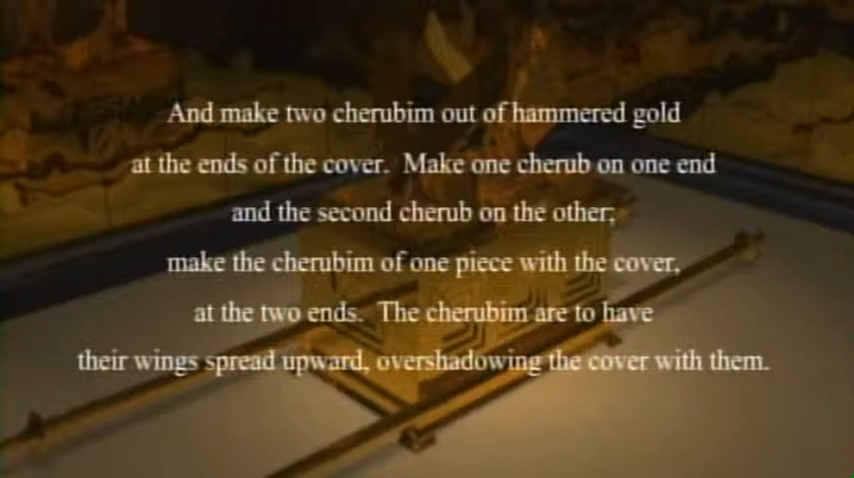 And make two cherubim out of hammered gold
at the ends of the cover. Make one cherub on one end
and the second cherub on the other;
make the cherubim of one piece with the cover,
at the two ends. The cherubim are to have
their wings spread upward, overshadowing the cover with them.